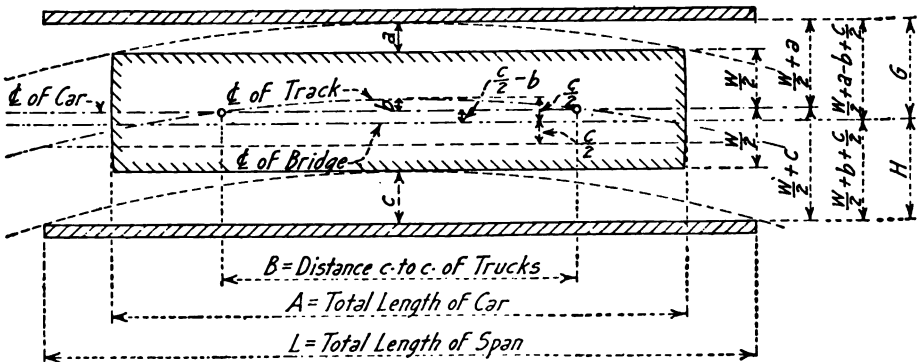 a
℄ of Car
℄ of Track
b
c/2 - b
c/2
c/2
℄ of Bridge
c
W/2
W/2
W/2 + a
W/2 + c
W/2 + a - b + c/2
W/2 + b + c/2
G
H
B = Distance c. to c. of Trucks
A = Total Length of Car
L = Total Length of Span